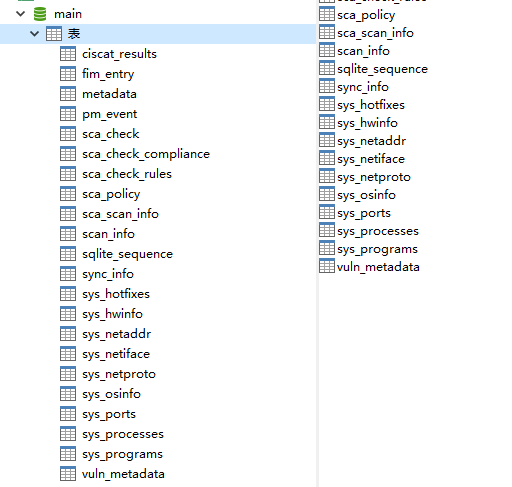 main
表
ciscat_results
fim_entry
metadata
pm_event
sca_check
sca_check_compliance
sca_check_rules
sca_policy
sca_scan_info
scan_info
sqlite_sequence
sync_info
sys_hotfixes
sys_hwinfo
sys_netaddr
sys_netiface
sys_netproto
sys_osinfo
sys_ports
sys_processes
sys_programs
vuln_metadata
sca_policy
sca_scan_info
scan_info
sqlite_sequence
sync_info
sys_hotfixes
sys_hwinfo
sys_netaddr
sys_netiface
sys_netproto
sys_osinfo
sys_ports
sys_processes
sys_programs
vuln_metadata